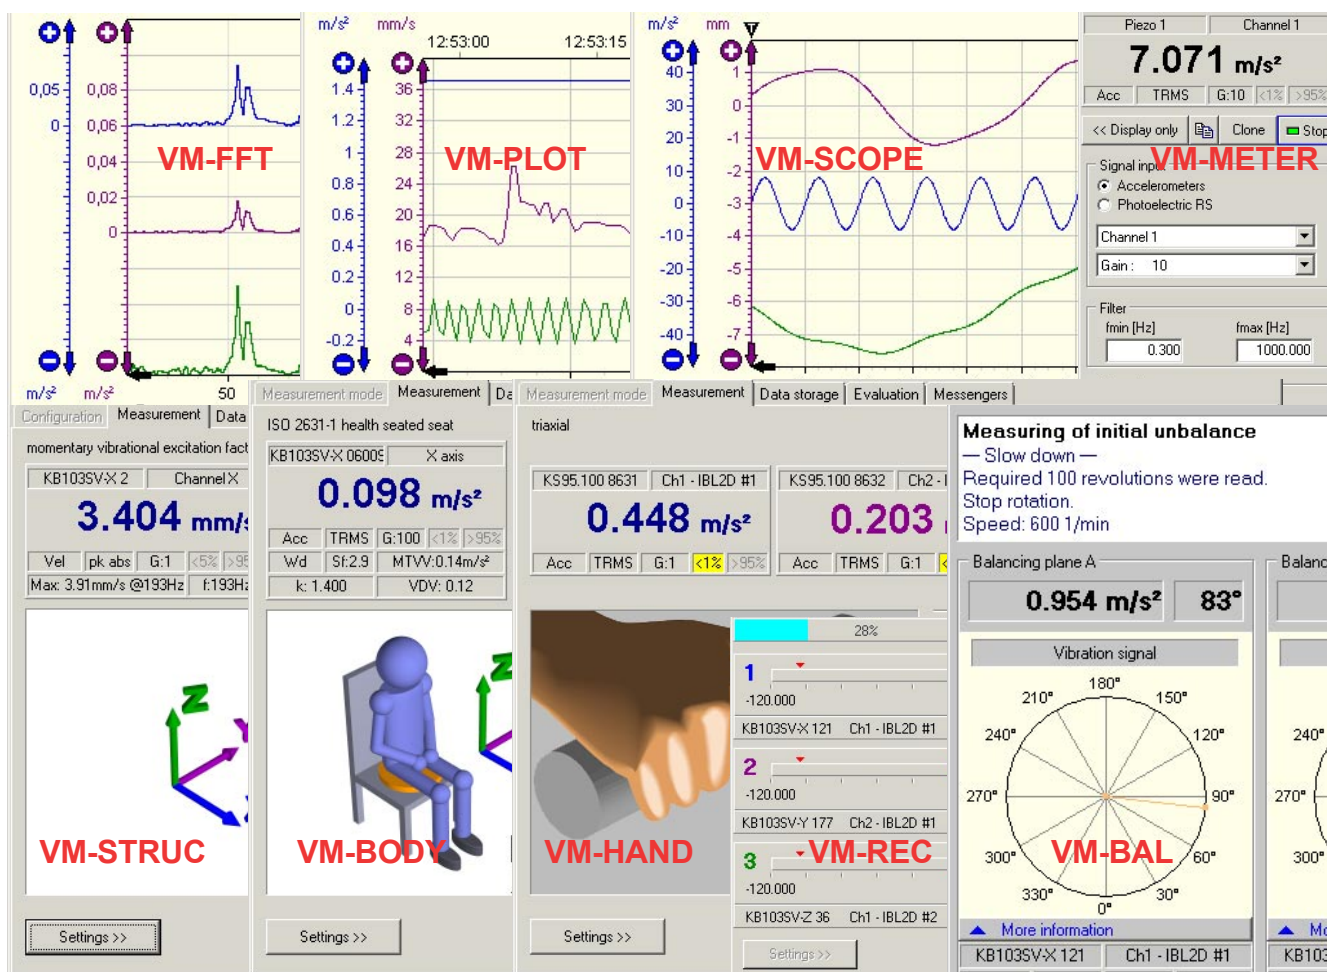 m/s² mm/s
12:53:00 12:53:15
m/s² mm
T
Piezo 1 Channel 1
7.071 m/s²
Acc TRMS G:10 <1% >95%
<< Display only Clone Stop
Signal input
Accelerometers
Photoelectric RS
Channel 1
Gain : 10
Filter
fmin [Hz] fmax [Hz]
0.300 1000.000
VM-METER
0,05
0
0,08
0,06
0,04
0,02
0
m/s² m/s²
50
VM-FFT
1.4
1.2
1
0.8
0.6
0.4
0.2
0
-0.2
36
32
28
24
20
16
12
8
4
VM-PLOT
40
30
20
10
0
-10
-20
-30
-40
1
0
-1
-2
-3
-4
-5
-6
-7
VM-SCOPE
Configuration Measurement Data
momentary vibrational excitation fact
KB103SV-X 2 Channel X
3.404 mm/s
Vel pk abs G:1 <5% >95
Max: 3.91mm/s @193Hz f:193Hz
Z
VM-STRUC
Settings >>
Measurement mode Measurement Da
ISO 2631-1 health seated seat
KB103SV-X 06009 X axis
0.098 m/s²
Acc TRMS G:100 <1% >95%
Wd Sf:2.9 MTVV:0.14m/s²
k: 1.400 VDV: 0.12
Z
VM-BODY
Settings >>
Measurement mode Measurement Data storage Evaluation Messengers
triaxial
KS95.100 8631 Ch1 - IBL2D #1
0.448 m/s²
Acc TRMS G:1 <1% >95%
KS95.100 8632 Ch2 - I
0.203
Acc TRMS G:1
VM-HAND
Settings >>
28%
1
-120.000
KB103SV-X 121 Ch1 - IBL2D #1
2
-120.000
KB103SV-Y 177 Ch2 - IBL2D #1
3
VM-REC
-120.000
KB103SV-Z 36 Ch1 - IBL2D #2
Settings >>
Measuring of initial unbalance
— Slow down —
Required 100 revolutions were read.
Stop rotation.
Speed: 600 1/min
Balancing plane A Balanc
0.954 m/s² 83°
Vibration signal
180°
210° 150°
240° 120° 240°
270° 90° 270°
300° 60° 300°
330° 30°
0°
VM-BAL
More information Mo
KB103SV-X 121 Ch1 - IBL2D #1 KB103